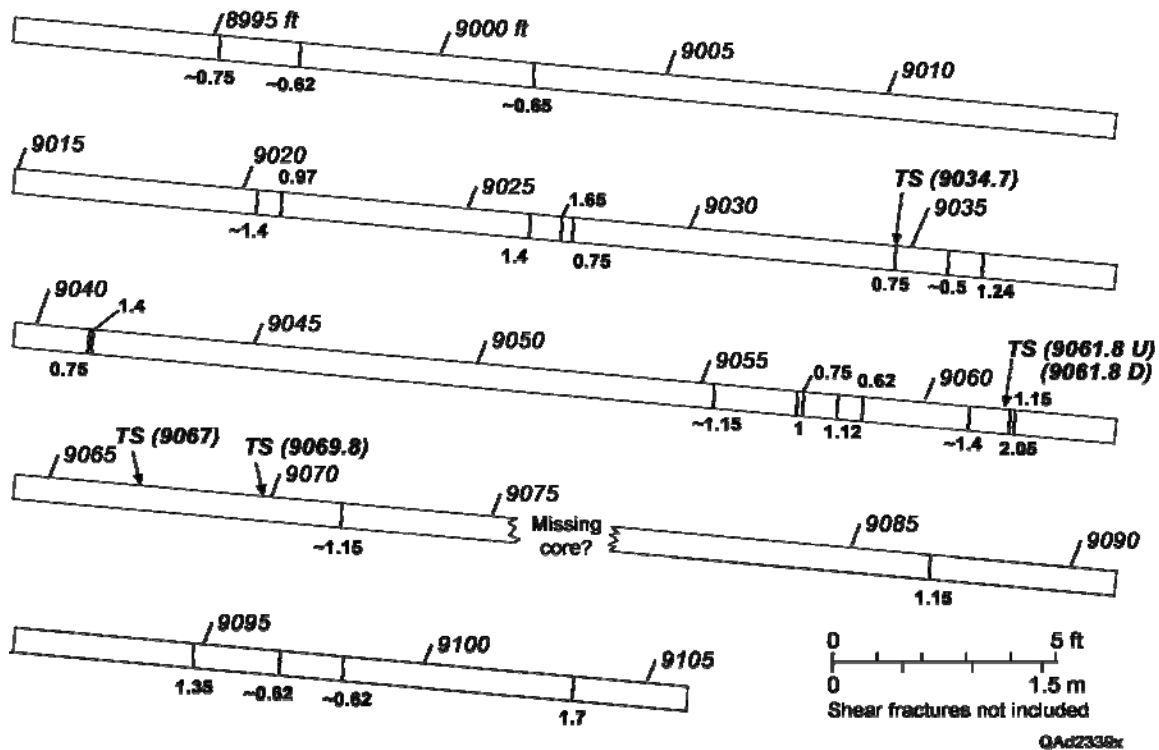 8995 ft 9000 ft 9005 9010
~0.75 ~0.62 ~0.65
9015 9020 0.97 9025 1.65 9030 TS (9034.7) 9035
~1.4 1.4 0.75 0.75 ~0.5 1.24
9040 1.4 9045 9050 9055 0.75 0.62 9060 TS (9061.8 U)
(9061.8 D)
1.15
0.75 ~1.15 1 1.12 ~1.4 2.05
9065 TS (9067) TS (9069.8) 9070 9075 9085 9090
Missing
core?
~1.15 1.15
9095 9100 9105
1.35 ~0.62 ~0.62 1.7
0 5 ft
0 1.5 m
Shear fractures not included
QAd2339x